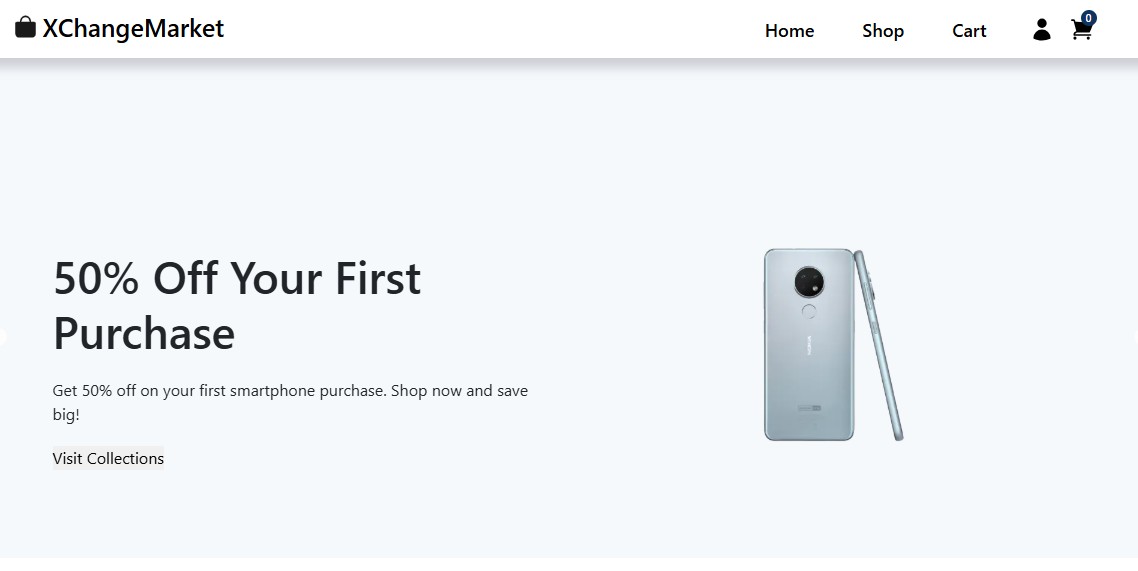 XChangeMarket
Home
Shop
Cart
0
50% Off Your First
Purchase
Get 50% off on your first smartphone purchase. Shop now and save
big!
Visit Collections
NOKIA